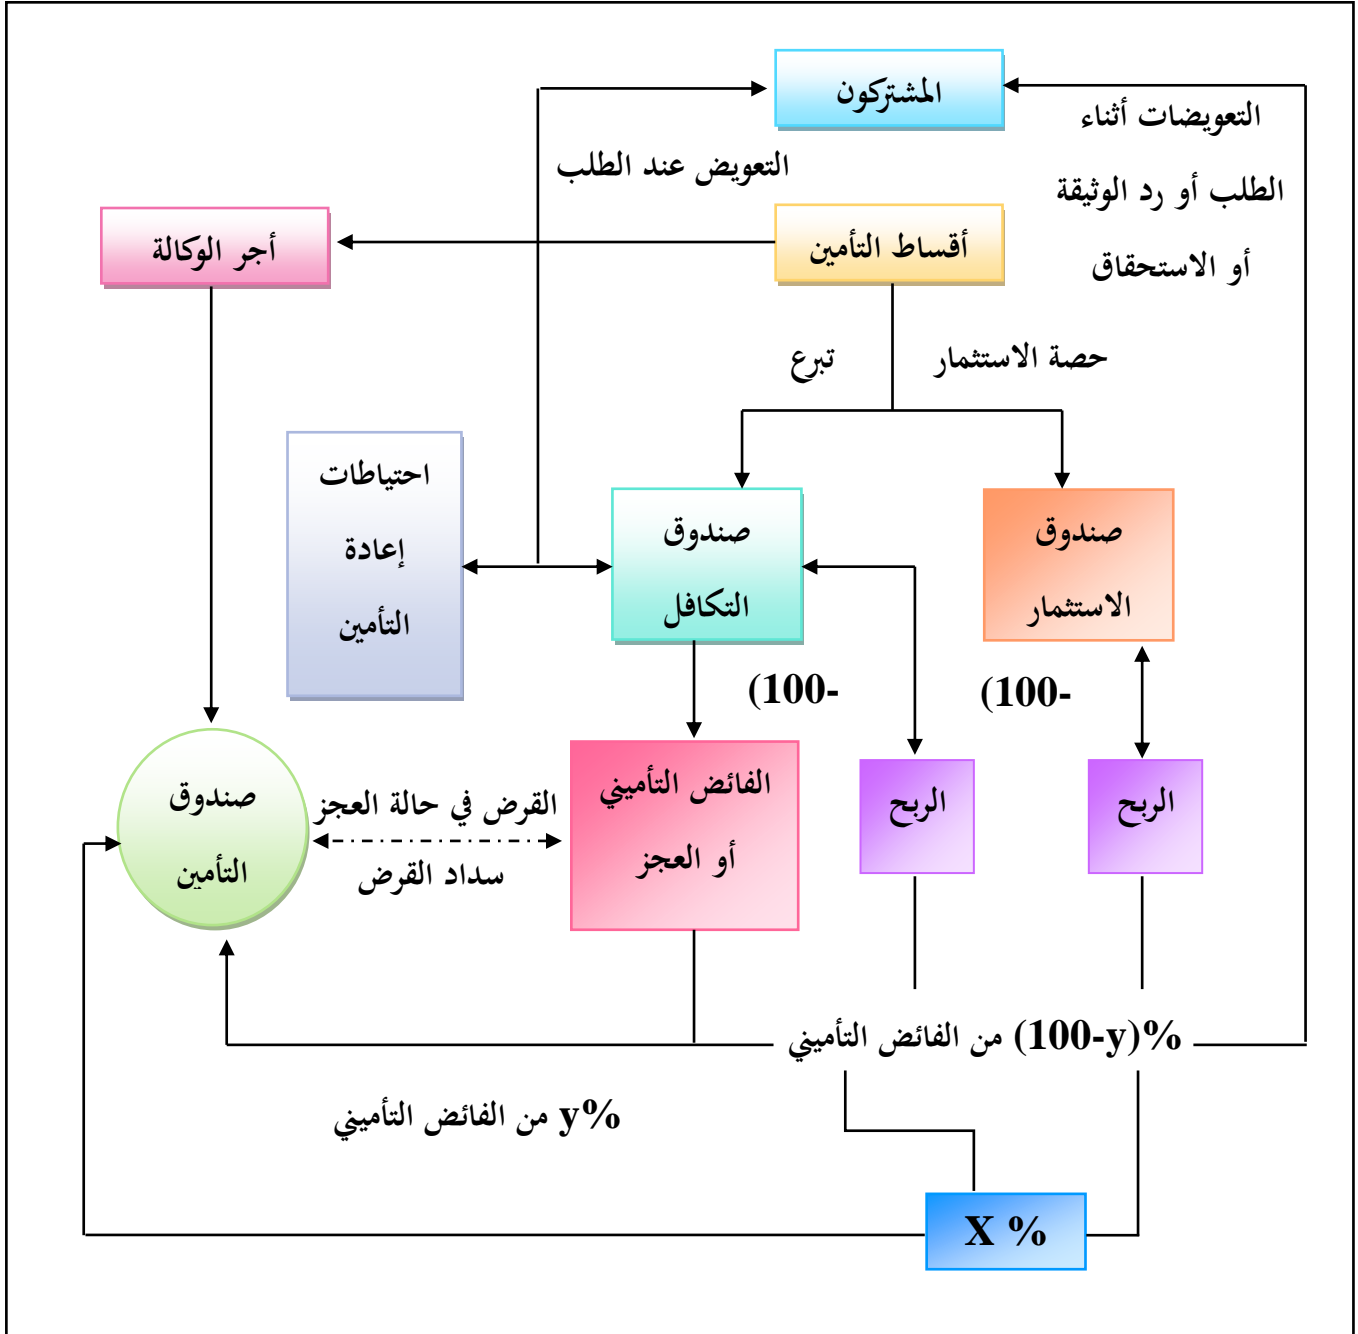 المشتركون
التعويضات أثناء
الطلب أو رد الوثيقة
أو الاستحقاق
التعويض عند الطلب
أقساط التأمين
أجر الوكالة
حصة الاستثمار
تبرع
صندوق
الاستثمار
صندوق
التكافل
احتياطات
إعادة
التأمين
(100-
(100-
الربح
الربح
الفائض التأميني
أو العجز
القرض في حالة العجز
سداد القرض
صندوق
التأمين
(100-y)% من الفائض التأميني
y% من الفائض التأميني
X %